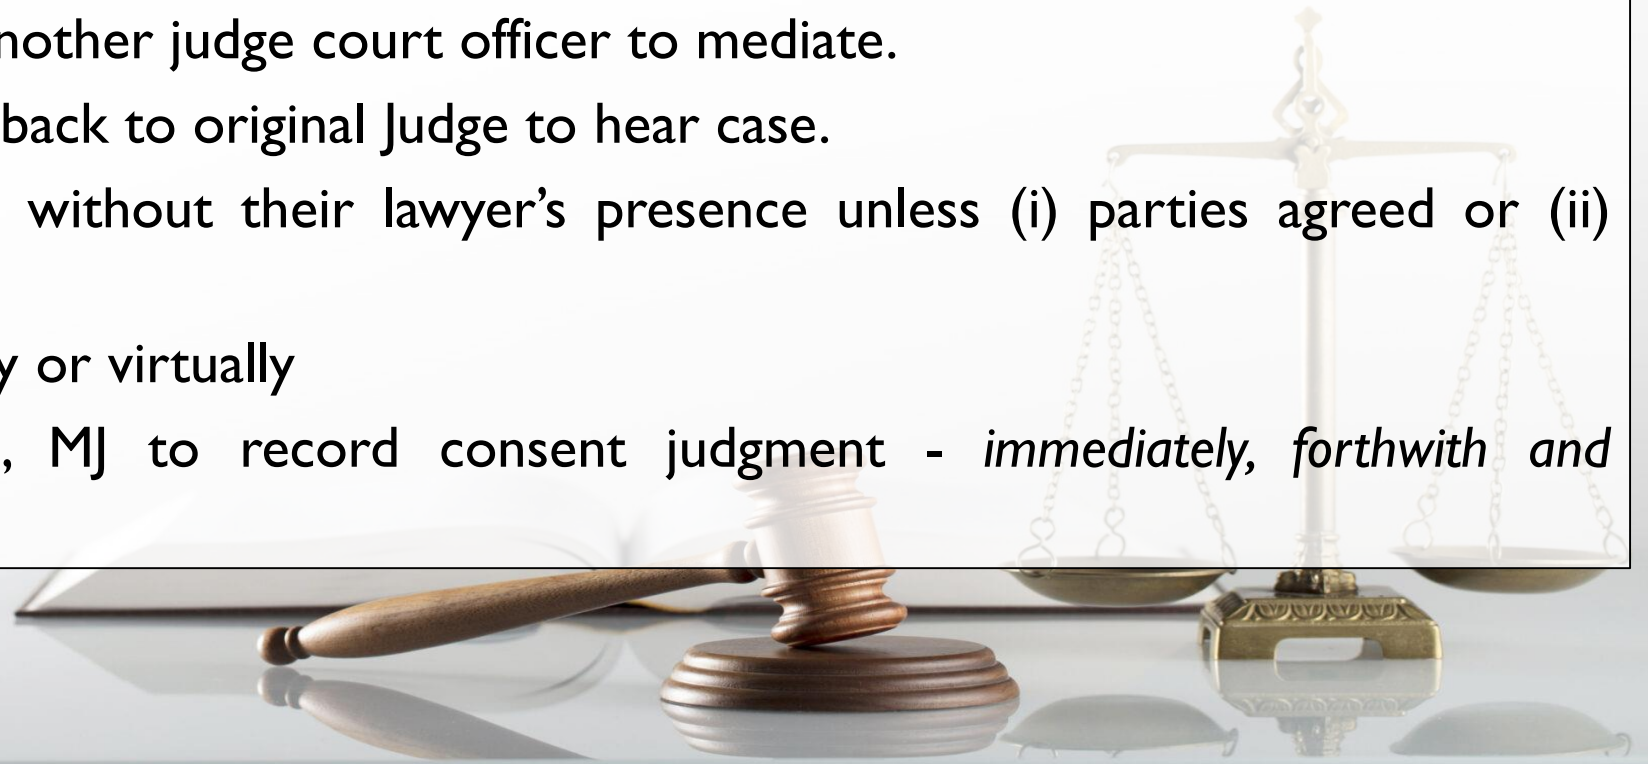 nother judge court officer to mediate.
back to original Judge to hear case.
without their lawyer’s presence unless (i) parties agreed or (ii)
y or virtually
, MJ to record consent judgment - immediately, forthwith and